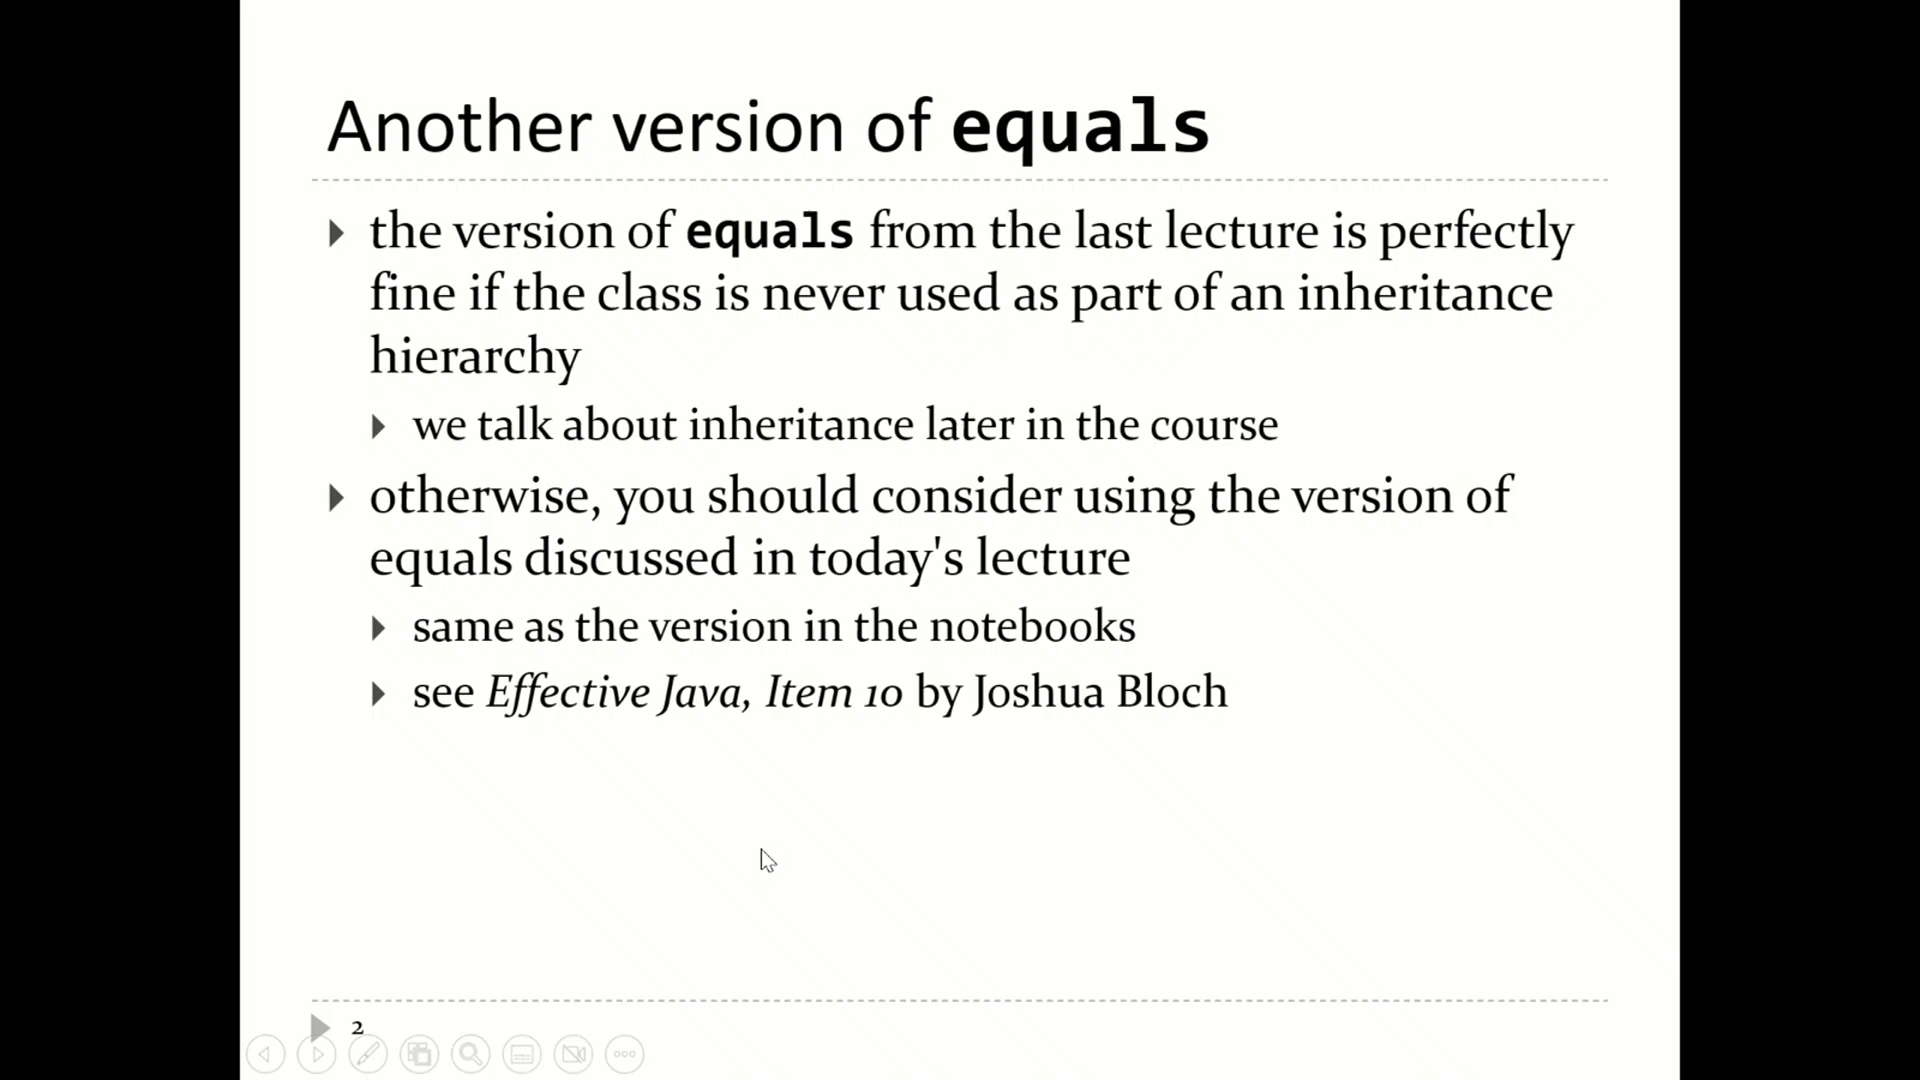 Another version of equals
the version of equals from the last lecture is perfectly
fine if the class is never used as part of an inheritance
hierarchy
we talk about inheritance later in the course
otherwise, you should consider using the version of
equals discussed in today's lecture
same as the version in the notebooks
see Effective Java, Item 10 by Joshua Bloch
2